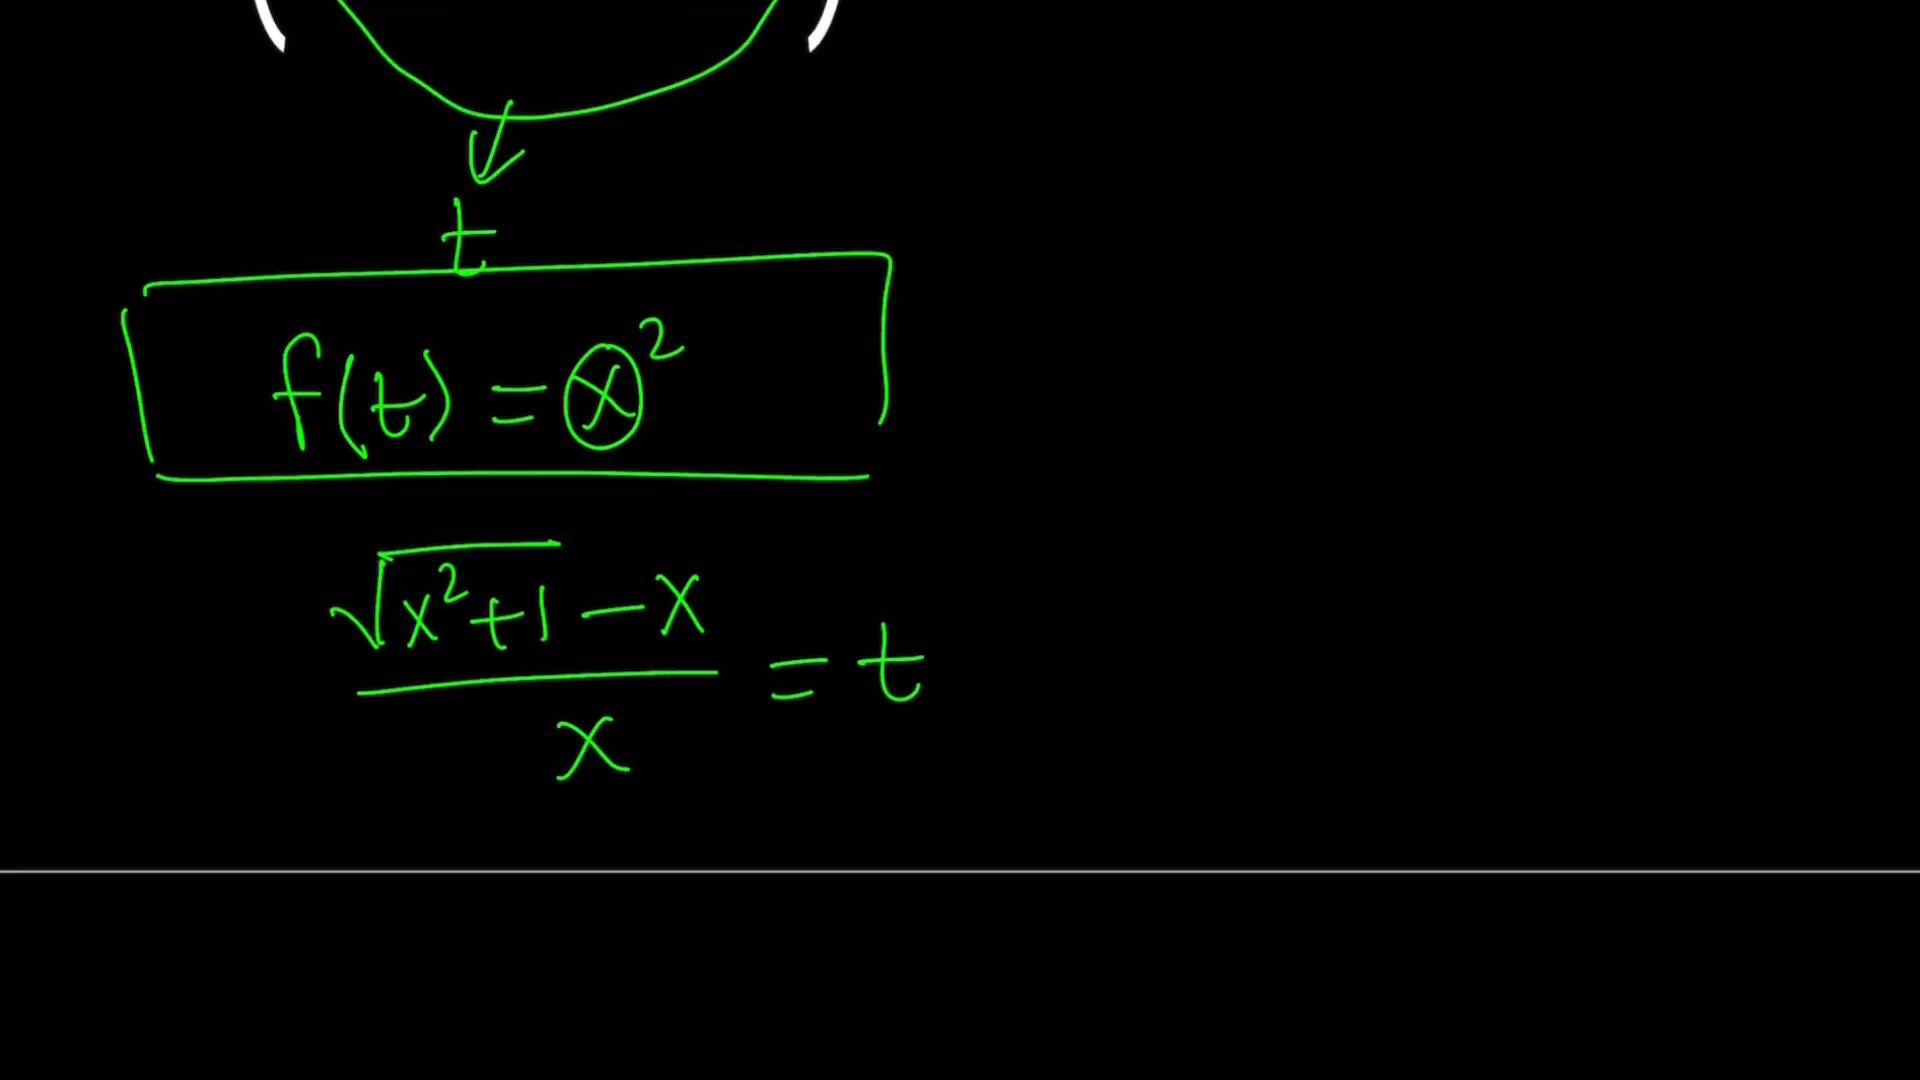 ( )
t
f(t) = x²
√(x²+1) - x
———— = t
x